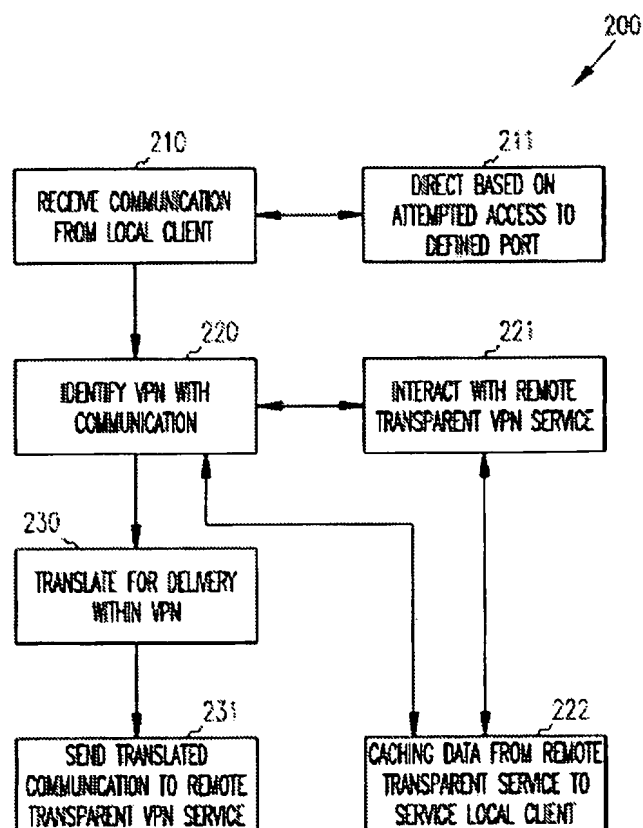 200
210
RECEIVE COMMUNICATION
FROM LOCAL CLIENT
211
DIRECT BASED ON
ATTEMPTED ACCESS TO
DEFINED PORT
220
IDENTIFY VPN WITH
COMMUNICATION
221
INTERACT WITH REMOTE
TRANSPARENT VPN SERVICE
230
TRANSLATE FOR DELIVERY
WITHIN VPN
231
SEND TRANSLATED
COMMUNICATION TO REMOTE
TRANSPARENT VPN SERVICE
222
CACHING DATA FROM REMOTE
TRANSPARENT SERVICE TO
SERVICE LOCAL CLIENT